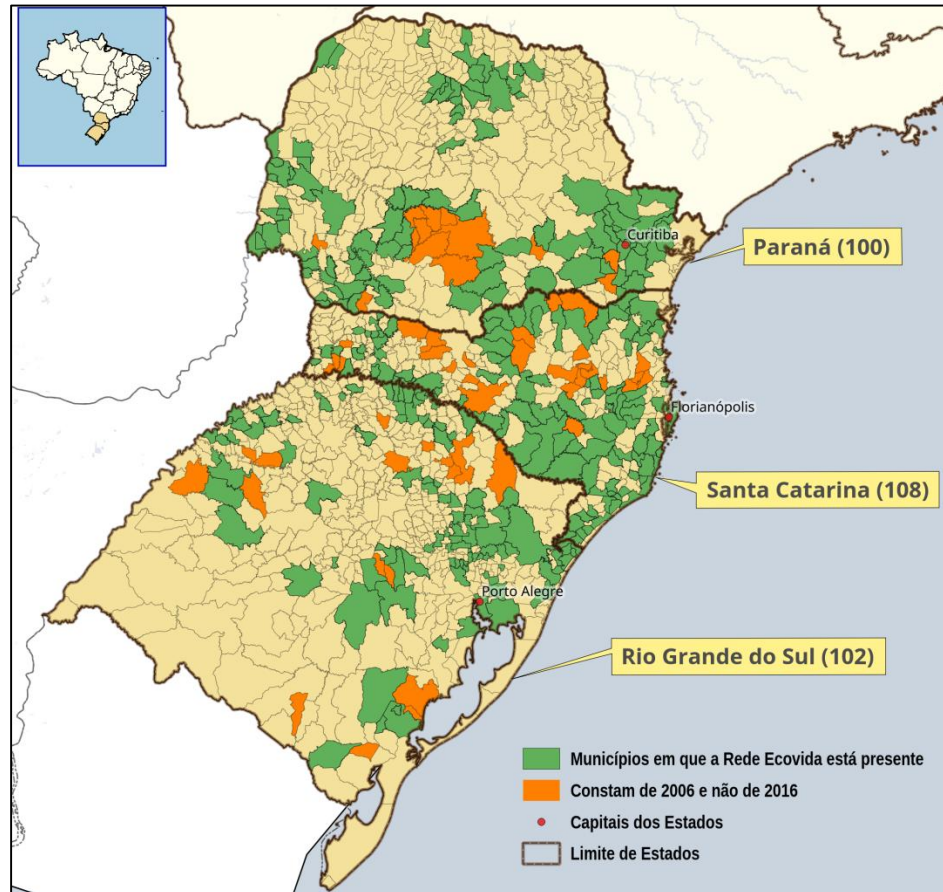 Curitiba
Paraná (100)
Florianópolis
Santa Catarina (108)
Porto Alegre
Rio Grande do Sul (102)
Municípios em que a Rede Ecovida está presente
Constam de 2006 e não de 2016
Capitais dos Estados
Limite de Estados